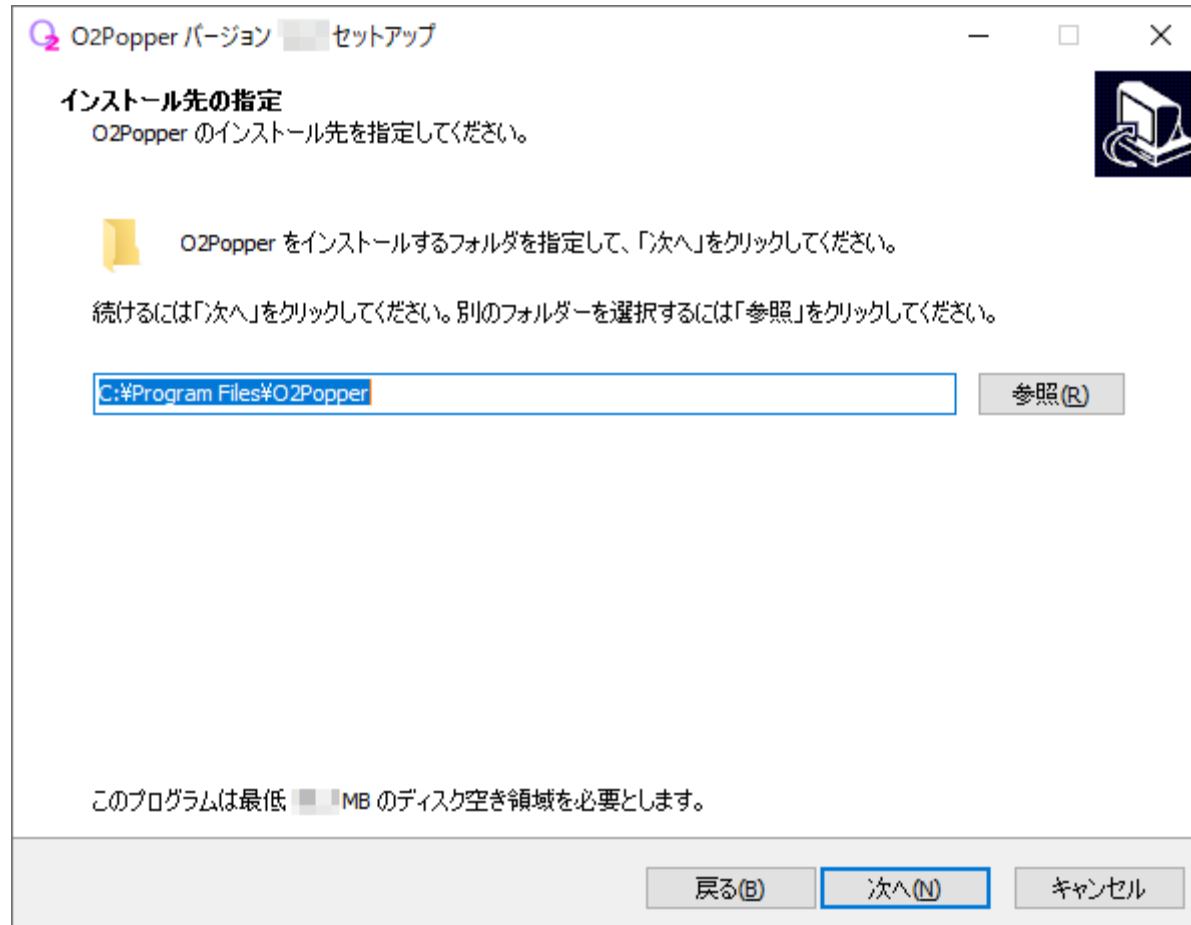 O2Popper バージョン セットアップ
インストール先の指定
O2Popper のインストール先を指定してください。
O2Popper をインストールするフォルダを指定して、「次へ」をクリックしてください。
続けるには「次へ」をクリックしてください。別のフォルダーを選択するには「参照」をクリックしてください。
C:¥Program Files¥O2Popper
参照(R)
このプログラムは最低 MB のディスク空き領域を必要とします。
戻る(B)
次へ(N)
キャンセル